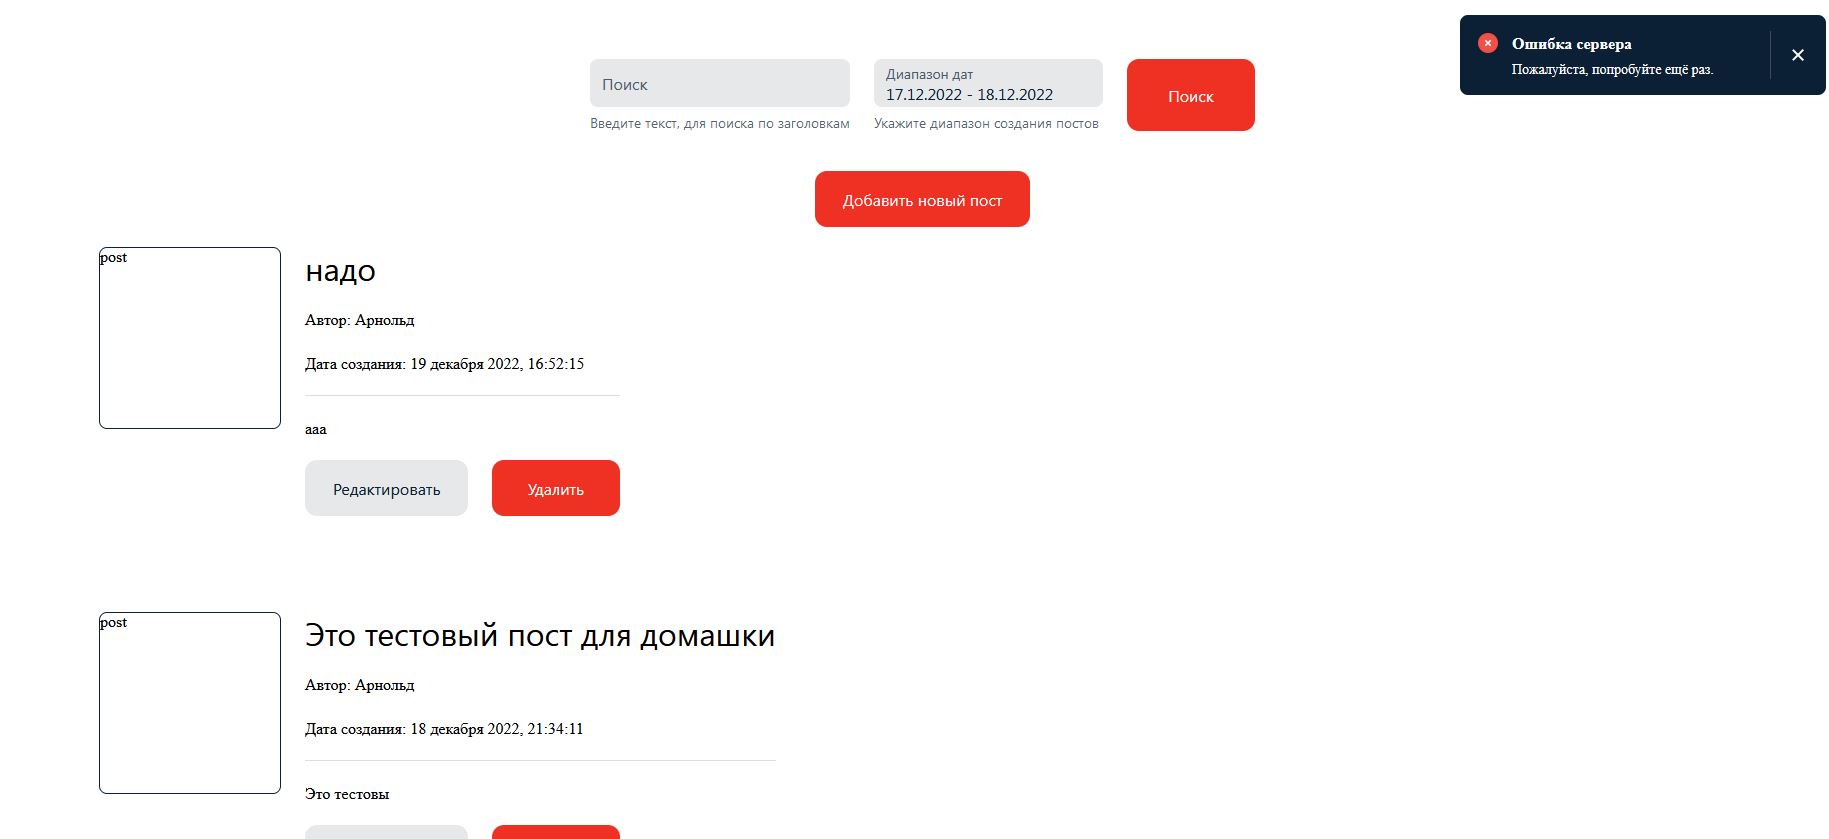 Ошибка сервера
Пожалуйста, попробуйте ещё раз.
Поиск
Диапазон дат
17.12.2022 - 18.12.2022
Поиск
Введите текст, для поиска по заголовкам
Укажите диапазон создания постов
Добавить новый пост
post
надо
Автор: Арнольд
Дата создания: 19 декабря 2022, 16:52:15
ааа
Редактировать
Удалить
post
Это тестовый пост для домашки
Автор: Арнольд
Дата создания: 18 декабря 2022, 21:34:11
Это тестовы